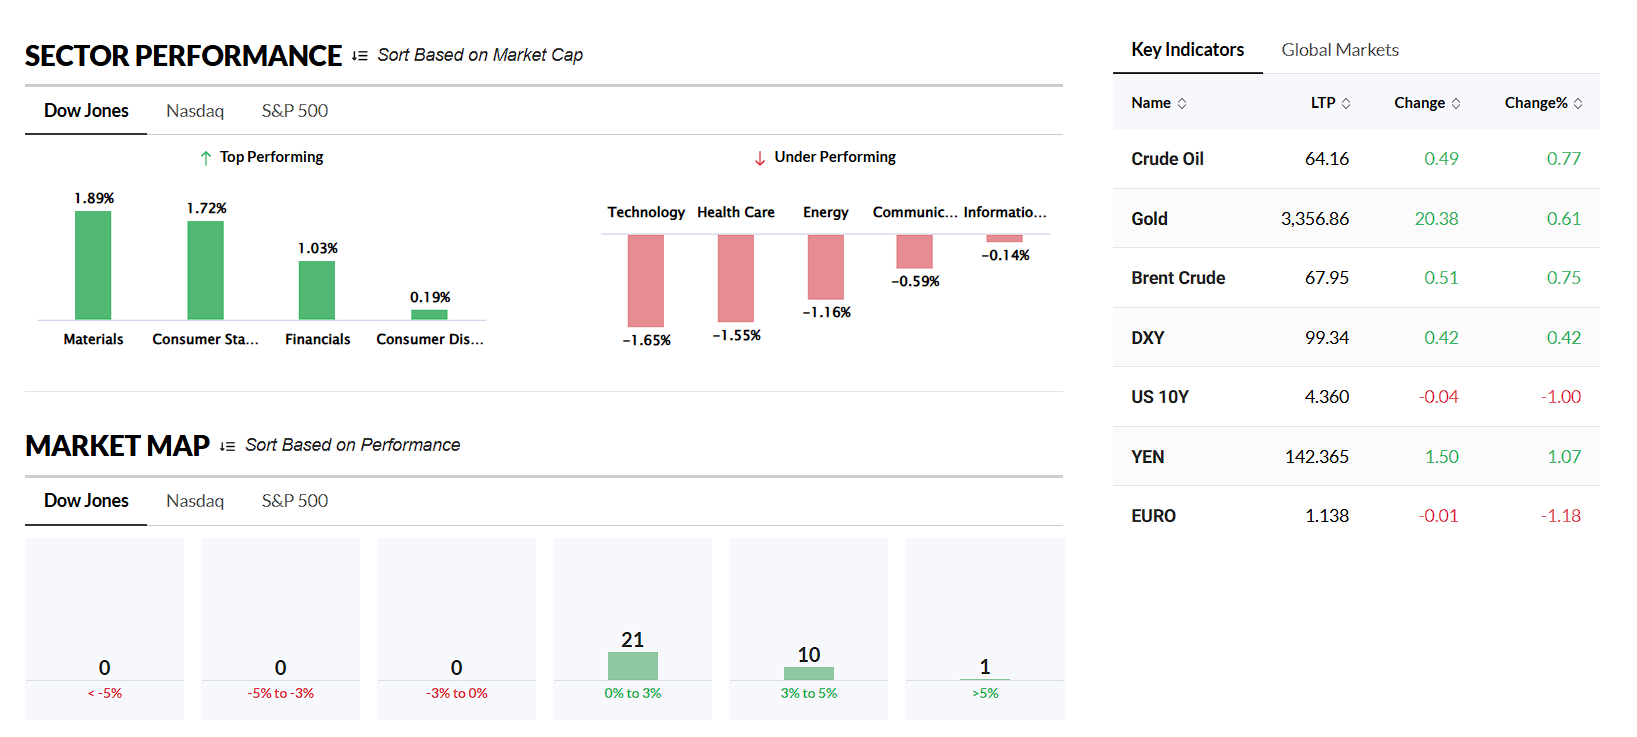 SECTOR PERFORMANCE Sort Based on Market Cap
Dow Jones Nasdaq S&P 500
Top Performing
1.89% 1.72% 1.03% 0.19%
Materials Consumer Sta... Financials Consumer Dis...
Under Performing
Technology Health Care Energy Communic... Informatio...
-1.65% -1.55% -1.16% -0.59% -0.14%
MARKET MAP Sort Based on Performance
Dow Jones Nasdaq S&P 500
0 0 0 21 10 1
< -5% -5% to -3% -3% to 0% 0% to 3% 3% to 5% >5%
Key Indicators Global Markets
Name LTP Change Change%
Crude Oil 64.16 0.49 0.77
Gold 3,356.86 20.38 0.61
Brent Crude 67.95 0.51 0.75
DXY 99.34 0.42 0.42
US 10Y 4.360 -0.04 -1.00
YEN 142.365 1.50 1.07
EURO 1.138 -0.01 -1.18